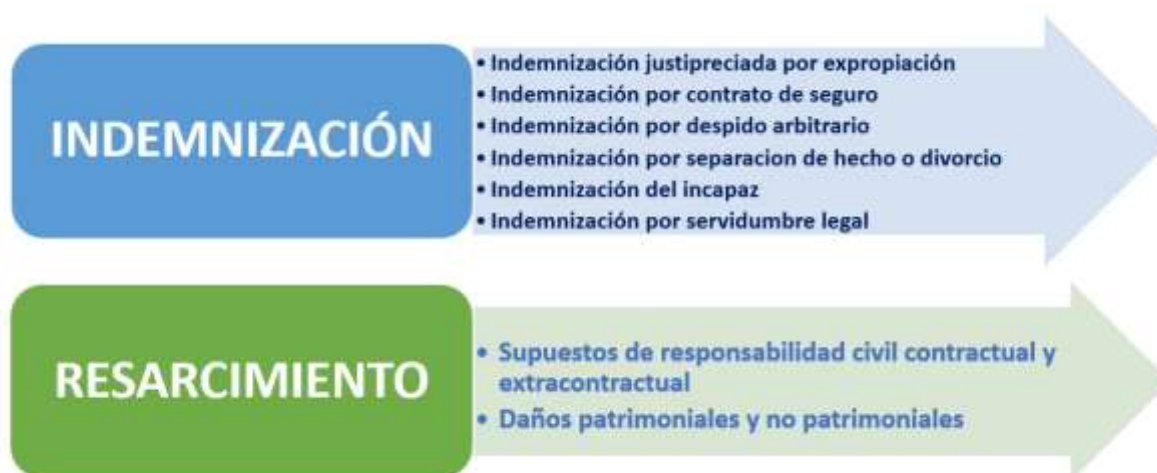 INDEMNIZACIÓN
• Indemnización justipreciada por expropiación
• Indemnización por contrato de seguro
• Indemnización por despido arbitrario
• Indemnización por separacion de hecho o divorcio
• Indemnización del incapaz
• Indemnización por servidumbre legal
RESARCIMIENTO
• Supuestos de responsabilidad civil contractual y
extracontractual
• Daños patrimoniales y no patrimoniales